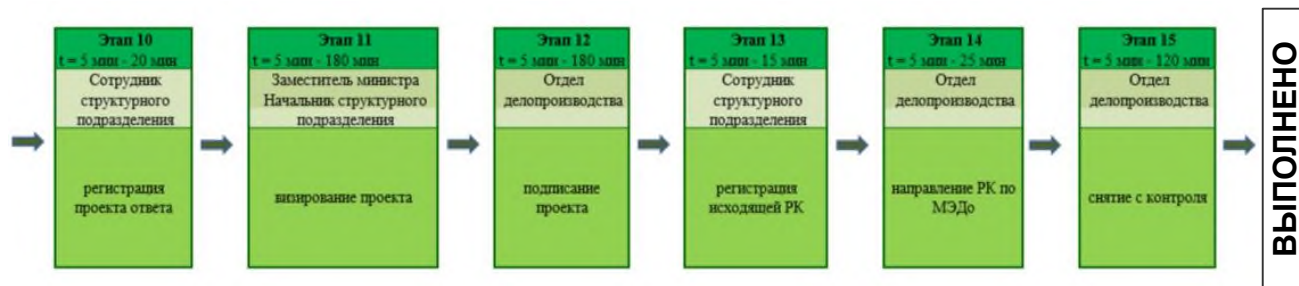 Этап 10
t = 5 мин - 20 мин
Сотрудник
структурного
подразделения
регистрация
проекта ответа
Этап 11
t = 5 мин - 180 мин
Заместитель министра
Начальник структурного
подразделения
визирование проекта
Этап 12
t = 5 мин - 180 мин
Отдел
делопроизводства
подписание
проекта
Этап 13
t = 5 мин - 15 мин
Сотрудник
структурного
подразделения
регистрация
исходящей РК
Этап 14
t = 5 мин - 25 мин
Отдел
делопроизводства
направление РК по
МЭДо
Этап 15
t = 5 мин - 120 мин
Отдел
делопроизводства
снятие с контроля
ВЫПОЛНЕНО